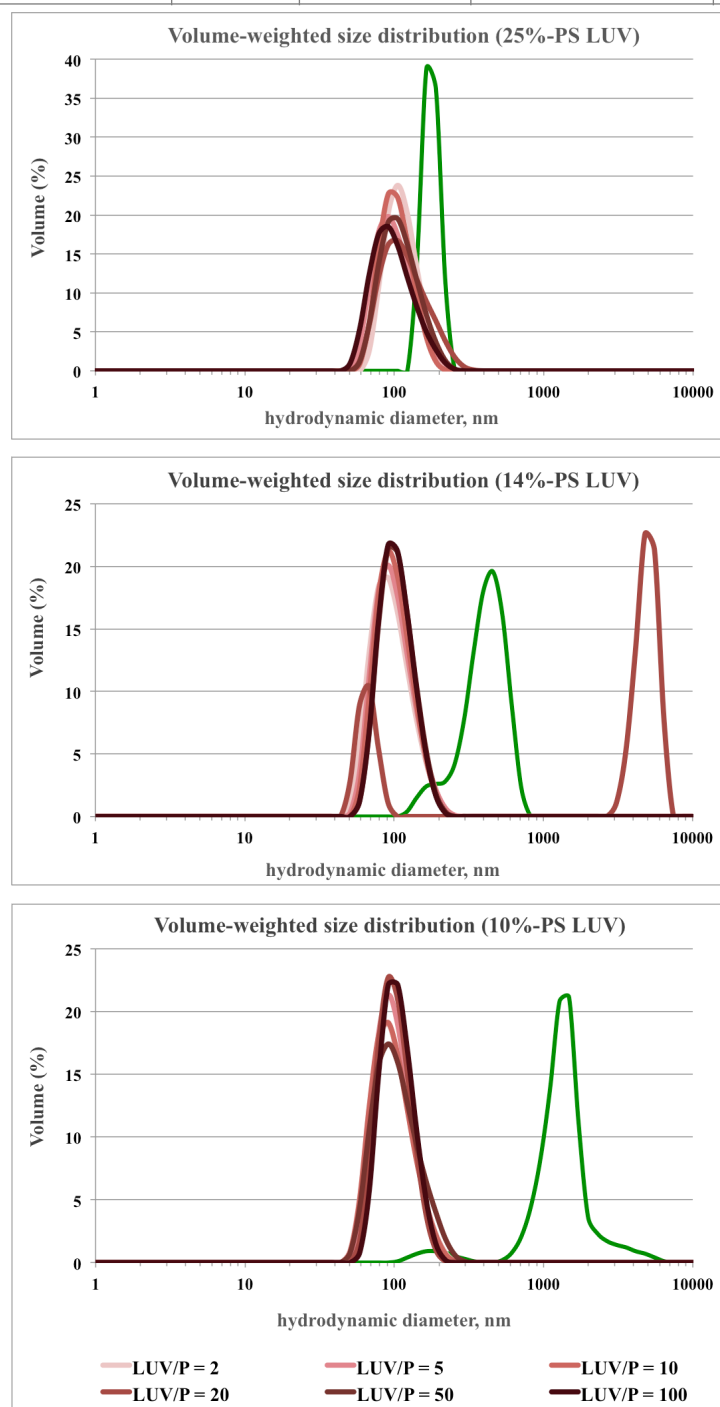 Volume-weighted size distribution (25%-PS LUV)
40
35
30
25
20
15
10
5
0
Volume (%)
1 10 100 1000 10000
hydrodynamic diameter, nm
Volume-weighted size distribution (14%-PS LUV)
25
20
15
10
5
0
Volume (%)
1 10 100 1000 10000
hydrodynamic diameter, nm
Volume-weighted size distribution (10%-PS LUV)
25
20
15
10
5
0
Volume (%)
1 10 100 1000 10000
hydrodynamic diameter, nm
LUV/P = 2 LUV/P = 5 LUV/P = 10
LUV/P = 20 LUV/P = 50 LUV/P = 100